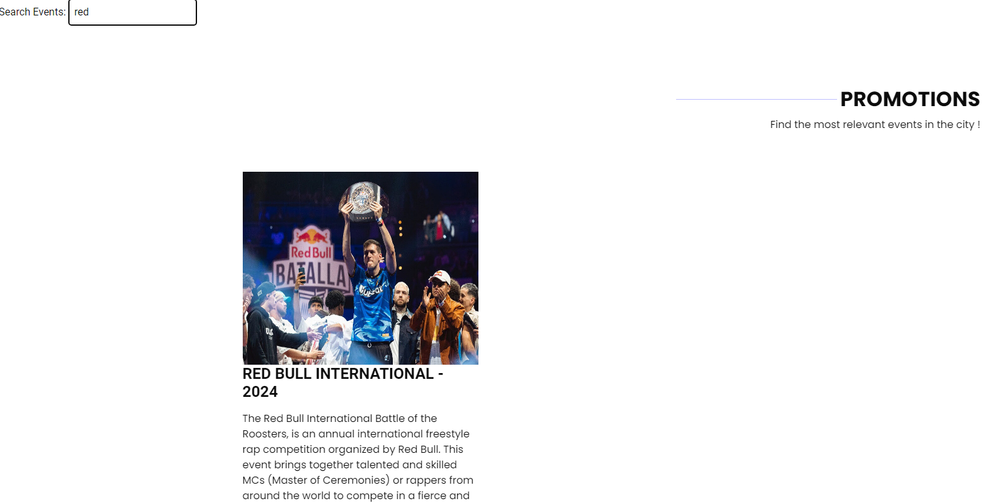 Search Events: red
PROMOTIONS
Find the most relevant events in the city !
Red Bull
BATALLA
RED BULL INTERNATIONAL -
2024
The Red Bull International Battle of the
Roosters, is an annual international freestyle
rap competition organized by Red Bull. This
event brings together talented and skilled
MCs (Master of Ceremonies) or rappers from
around the world to compete in a fierce and